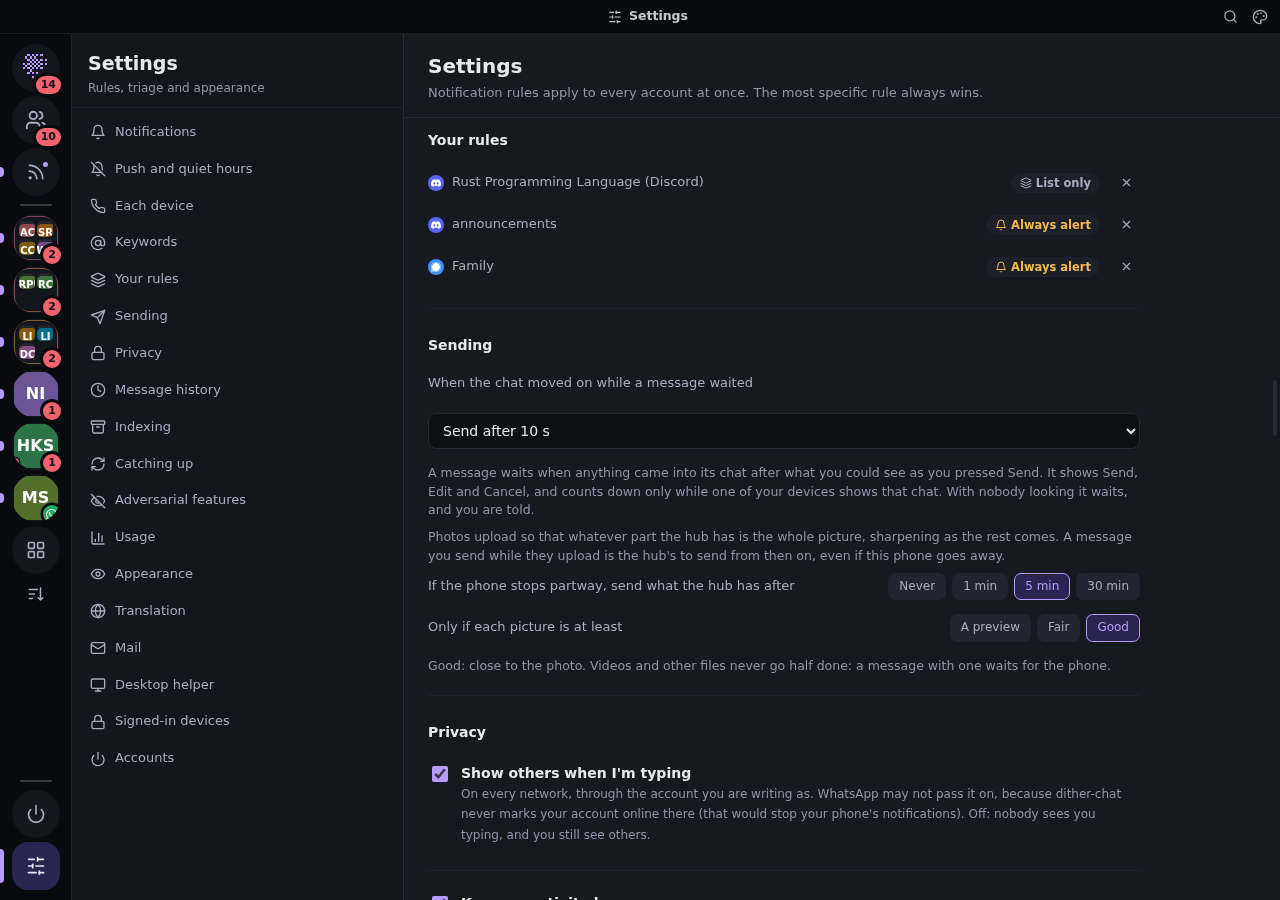 Settings
14
10
AC SR
CC
2
RP RC
2
LI LI
DC
2
NI
1
HKS
1
MS
Settings
Rules, triage and appearance
Notifications
Push and quiet hours
Each device
Keywords
Your rules
Sending
Privacy
Message history
Indexing
Catching up
Adversarial features
Usage
Appearance
Translation
Mail
Desktop helper
Signed-in devices
Accounts
Settings
Notification rules apply to every account at once. The most specific rule always wins.
Your rules
Rust Programming Language (Discord) List only
announcements Always alert
Family Always alert
Sending
When the chat moved on while a message waited
Send after 10 s
A message waits when anything came into its chat after what you could see as you pressed Send. It shows Send,
Edit and Cancel, and counts down only while one of your devices shows that chat. With nobody looking it waits,
and you are told.
Photos upload so that whatever part the hub has is the whole picture, sharpening as the rest comes. A message
you send while they upload is the hub's to send from then on, even if this phone goes away.
If the phone stops partway, send what the hub has after Never 1 min 5 min 30 min
Only if each picture is at least A preview Fair Good
Good: close to the photo. Videos and other files never go half done: a message with one waits for the phone.
Privacy
Show others when I'm typing
On every network, through the account you are writing as. WhatsApp may not pass it on, because dither-chat
never marks your account online there (that would stop your phone's notifications). Off: nobody sees you
typing, and you still see others.